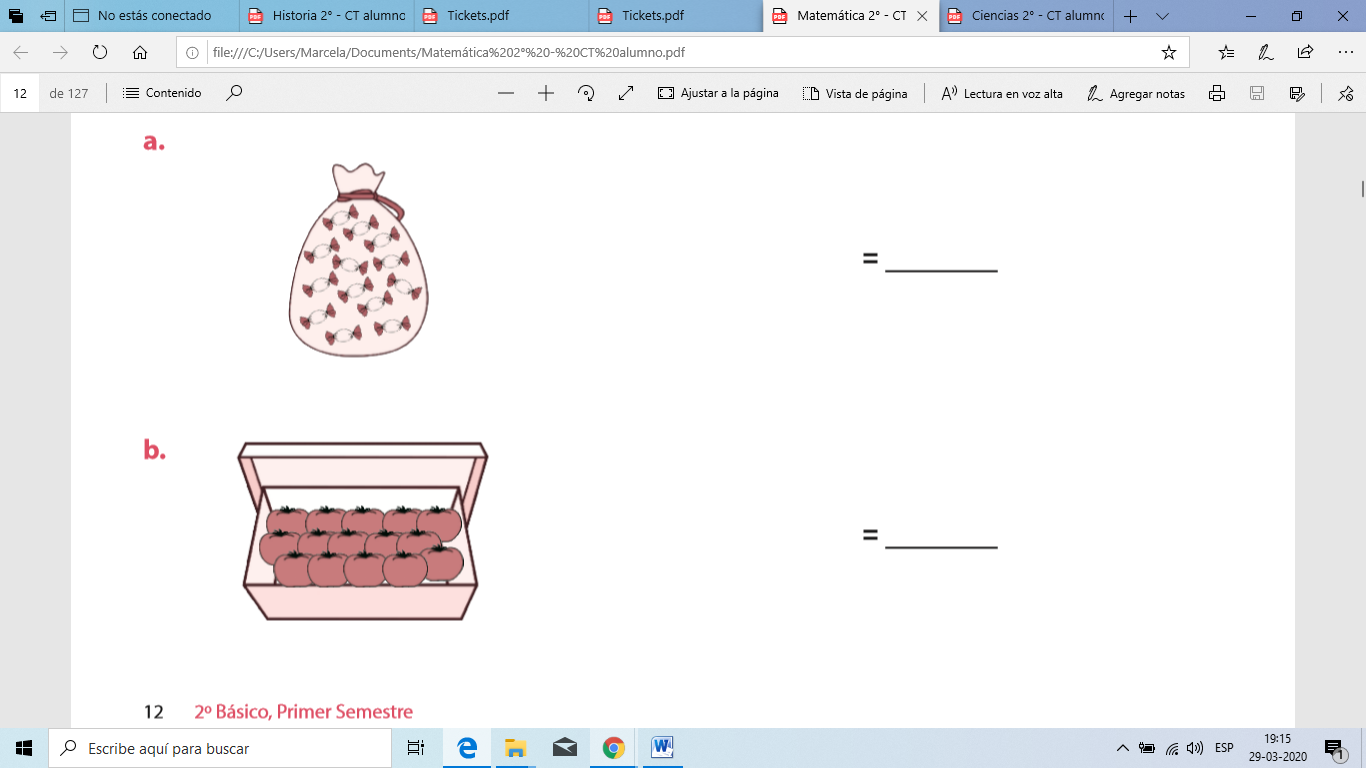 No estás conectado
Historia 2° - CT alumno
Tickets.pdf
Tickets.pdf
Matemática 2° - CT
Ciencias 2° - CT alumno
file:///C:/Users/Marcela/Documents/Matemática%202°%20-%20CT%20alumno.pdf
12 de 127 Contenido Ajustar a la página Vista de página Lectura en voz alta Agregar notas
a.
= ________
b.
= ________
12 2º Básico, Primer Semestre
Escribe aquí para buscar
ESP
19:15
29-03-2020
1